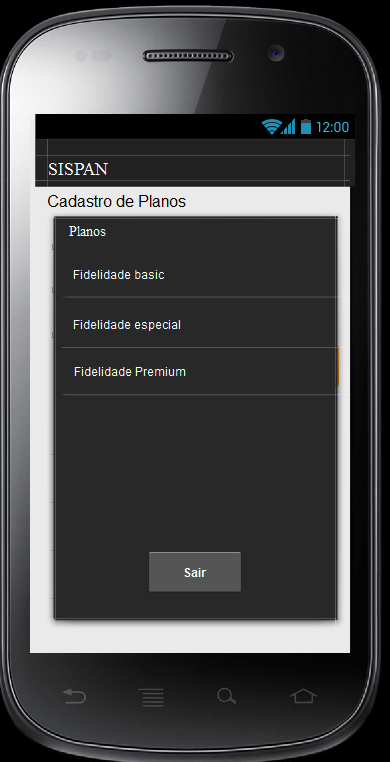 12:00
SISPAN
Cadastro de Planos
Planos
Fidelidade basic
Fidelidade especial
Fidelidade Premium
Sair